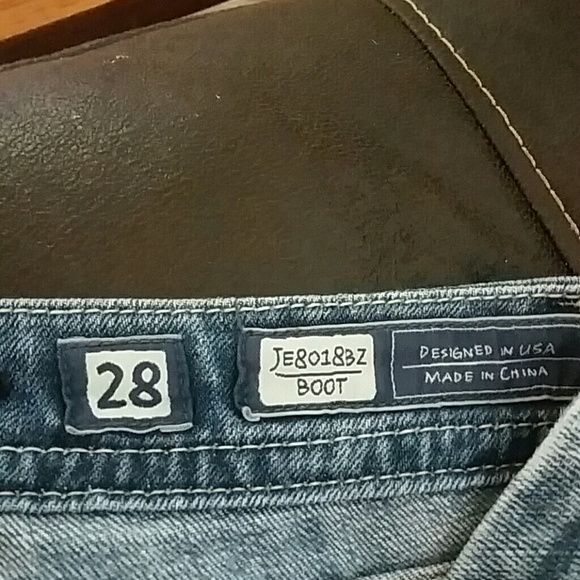 28
JE8018BZ
BOOT
DESIGNED IN USA
MADE IN CHINA